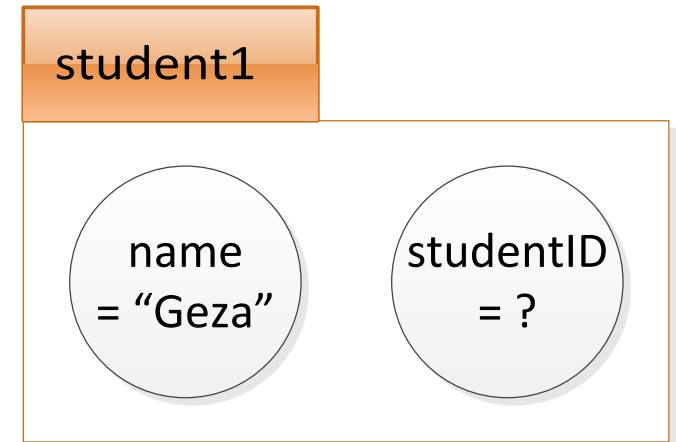 student1
name
= “Geza”
studentID
= ?